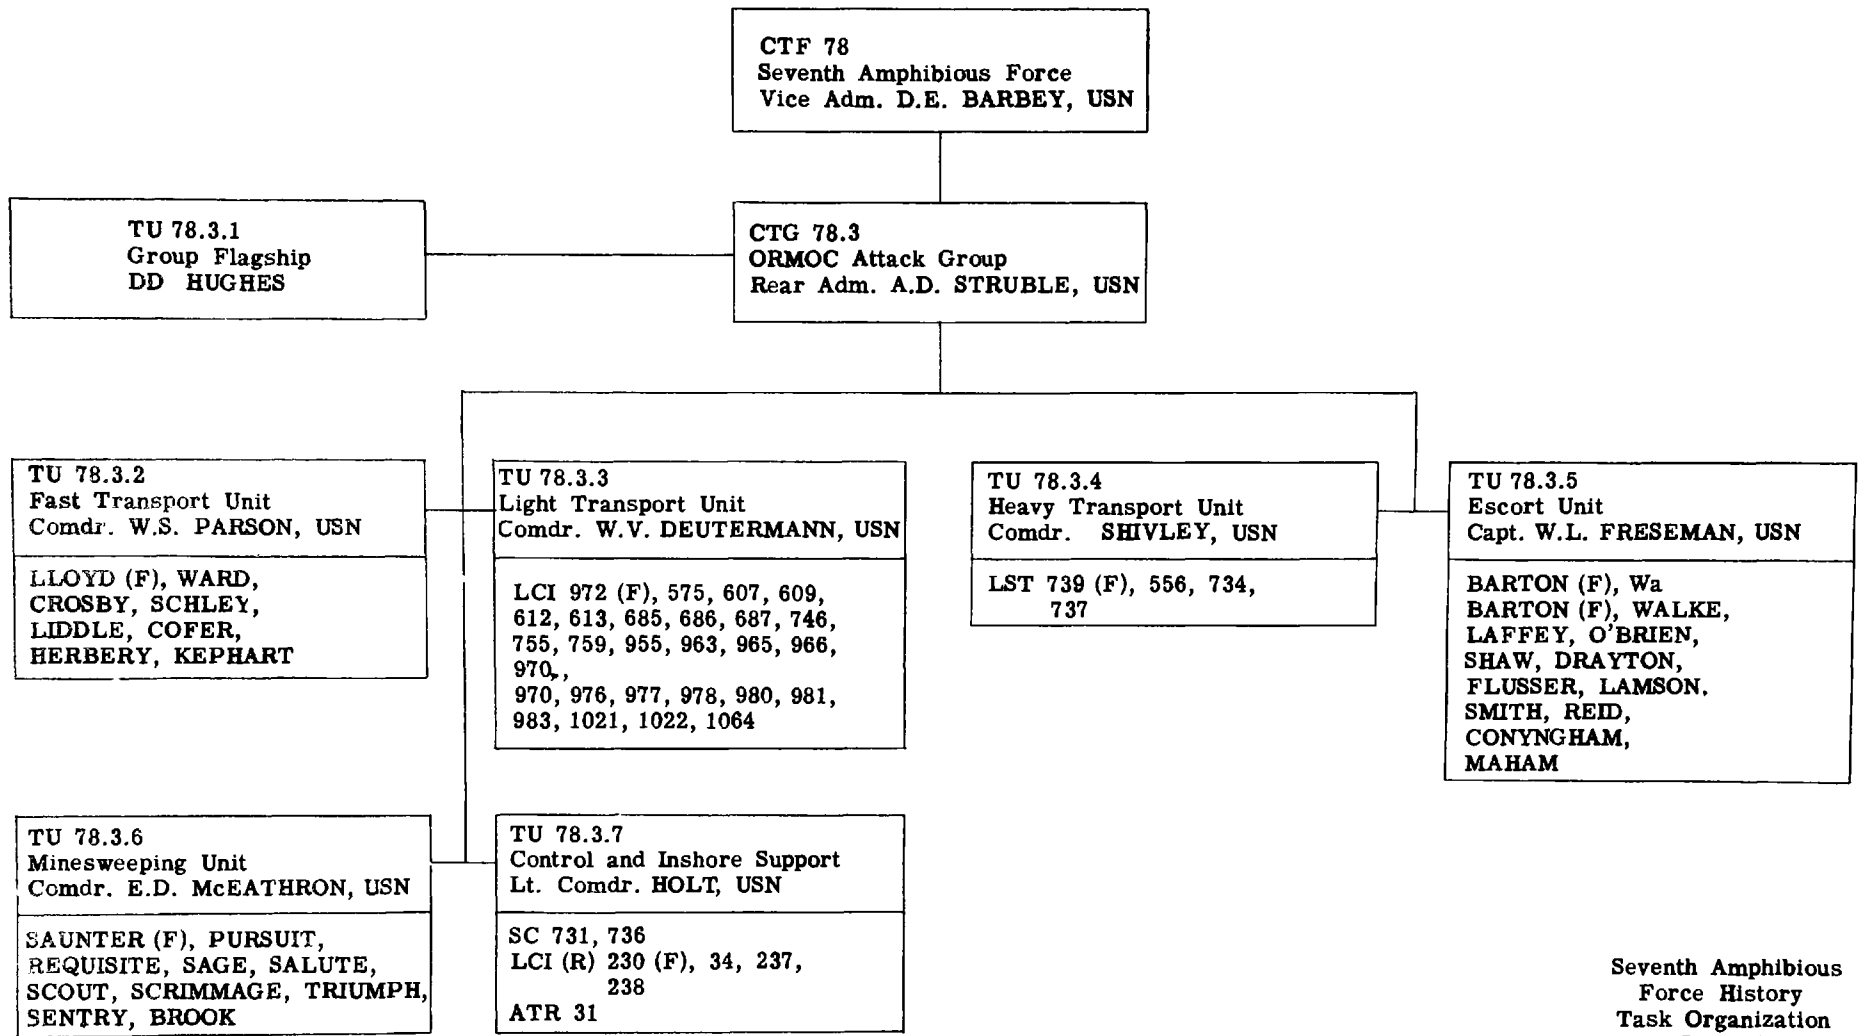 CTF 78
Seventh Amphibious Force
Vice Adm. D.E. BARBEY, USN
TU 78.3.1
Group Flagship
DD HUGHES
CTG 78.3
ORMOC Attack Group
Rear Adm. A.D. STRUBLE, USN
TU 78.3.2
Fast Transport Unit
Comdr. W.S. PARSON, USN
LLOYD (F), WARD,
CROSBY, SCHLEY,
LIDDLE, COFER,
HERBERY, KEPHART
TU 78.3.3
Light Transport Unit
Comdr. W.V. DEUTERMANN, USN
LCI 972 (F), 575, 607, 609,
612, 613, 685, 686, 687, 746,
755, 759, 955, 963, 965, 966,
970,,
970, 976, 977, 978, 980, 981,
983, 1021, 1022, 1064
TU 78.3.4
Heavy Transport Unit
Comdr. SHIVLEY, USN
LST 739 (F), 556, 734,
737
TU 78.3.5
Escort Unit
Capt. W.L. FRESEMAN, USN
BARTON (F), Wa
BARTON (F), WALKE,
LAFFEY, O'BRIEN,
SHAW, DRAYTON,
FLUSSER, LAMSON.
SMITH, REID,
CONYNGHAM,
MAHAM
TU 78.3.6
Minesweeping Unit
Comdr. E.D. McEATHRON, USN
SAUNTER (F), PURSUIT,
REQUISITE, SAGE, SALUTE,
SCOUT, SCRIMMAGE, TRIUMPH,
SENTRY, BROOK
TU 78.3.7
Control and Inshore Support
Lt. Comdr. HOLT, USN
SC 731, 736
LCI (R) 230 (F), 34, 237,
238
ATR 31
Seventh Amphibious
Force History
Task Organization